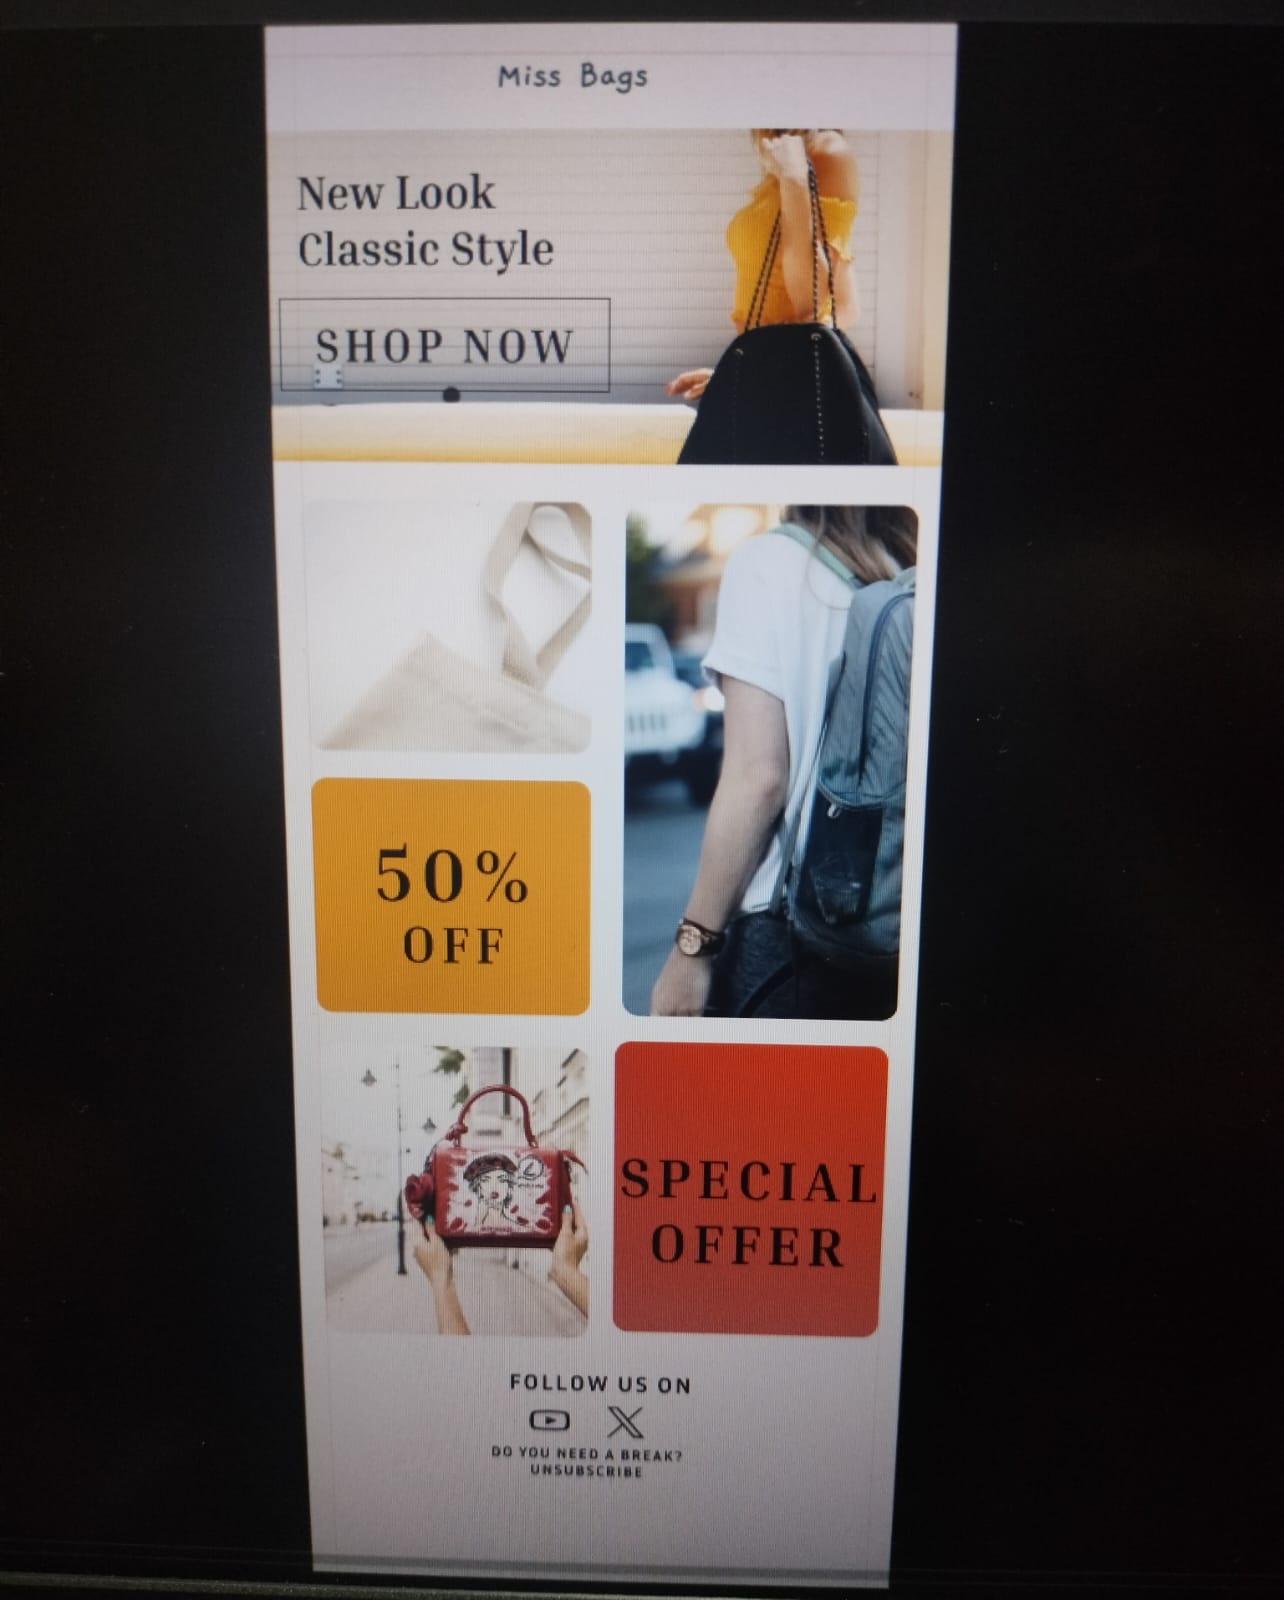 Miss Bags
New Look
Classic Style
SHOP NOW
50%
OFF
SPECIAL
OFFER
FOLLOW US ON
DO YOU NEED A BREAK?
UNSUBSCRIBE